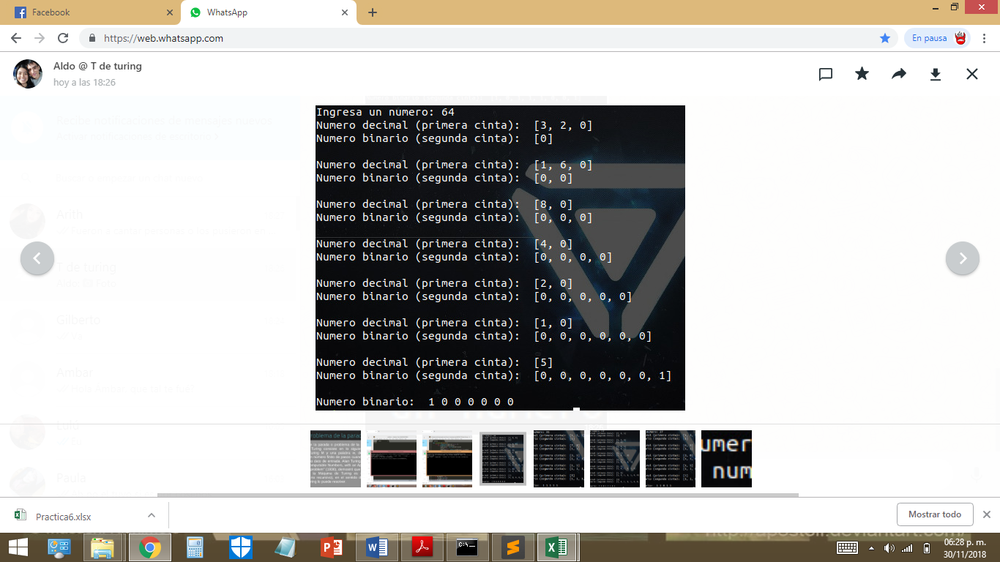 Facebook
WhatsApp
https://web.whatsapp.com
En pausa
Aldo @ T de turing
hoy a las 18:26
Ingresa un numero: 64
Numero decimal (primera cinta): [3, 2, 0]
Numero binario (segunda cinta): [0]
Numero decimal (primera cinta): [1, 6, 0]
Numero binario (segunda cinta): [0, 0]
Numero decimal (primera cinta): [8, 0]
Numero binario (segunda cinta): [0, 0, 0]
Numero decimal (primera cinta): [4, 0]
Numero binario (segunda cinta): [0, 0, 0, 0]
Numero decimal (primera cinta): [2, 0]
Numero binario (segunda cinta): [0, 0, 0, 0, 0]
Numero decimal (primera cinta): [1, 0]
Numero binario (segunda cinta): [0, 0, 0, 0, 0, 0]
Numero decimal (primera cinta): [5]
Numero binario (segunda cinta): [0, 0, 0, 0, 0, 0, 1]
Numero binario: 1 0 0 0 0 0 0
Anth
T de turing
Gilberto
Ambar
Lulú
Paula
Practica6.xlsx
Mostrar todo
06:28 p. m.
30/11/2018